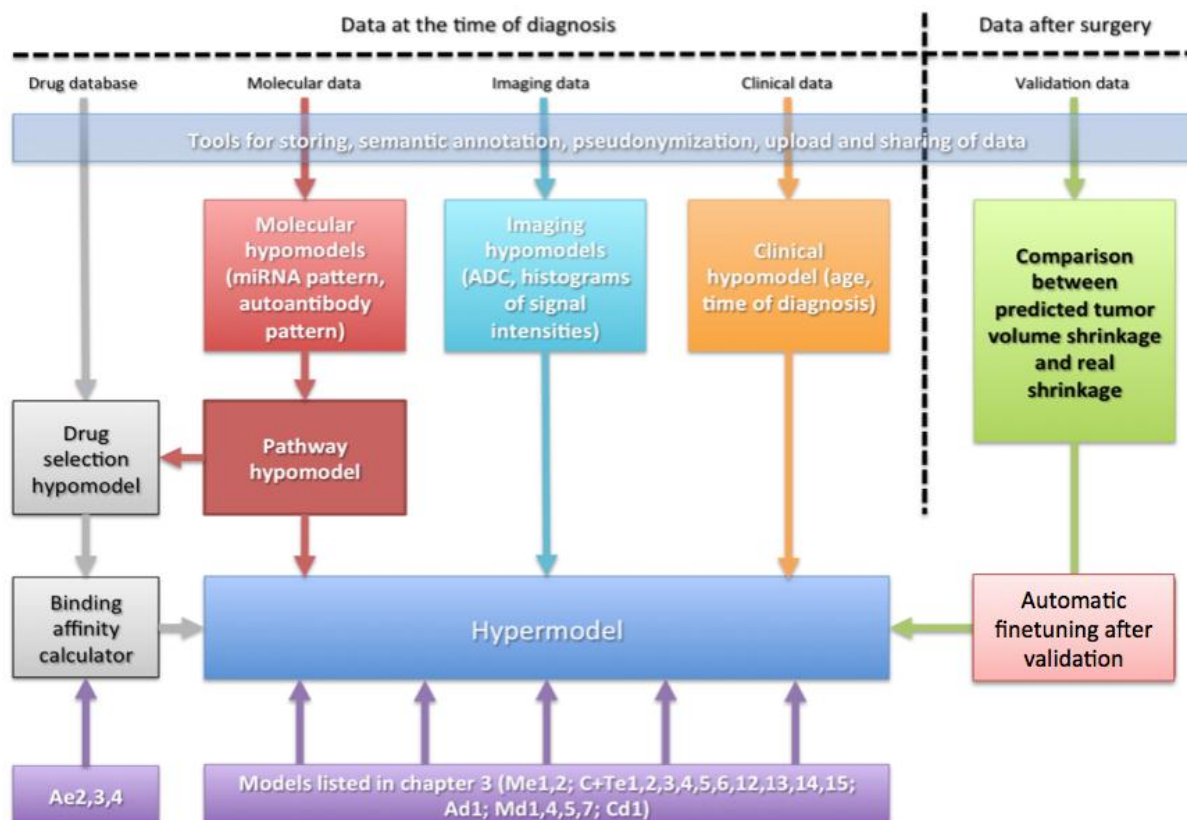 Data at the time of diagnosis
Data after surgery
Drug database
Molecular data
Imaging data
Clinical data
Validation data
Tools for storing, semantic annotation, pseudonymization, upload and sharing of data
Molecular
hypomodels
(miRNA pattern,
autoantibody
pattern)
Imaging
hypomodels
(ADC, histograms
of signal
intensities)
Clinical
hypomodel (age,
time of diagnosis)
Comparison
between
predicted tumor
volume shrinkage
and real
shrinkage
Drug
selection
hypomodel
Pathway
hypomodel
Binding
affinity
calculator
Hypermodel
Automatic
finetuning after
validation
Ae2,3,4
Models listed in chapter 3 (Me1,2; C+Te1,2,3,4,5,6,12,13,14,15;
Ad1; Md1,4,5,7; Cd1)